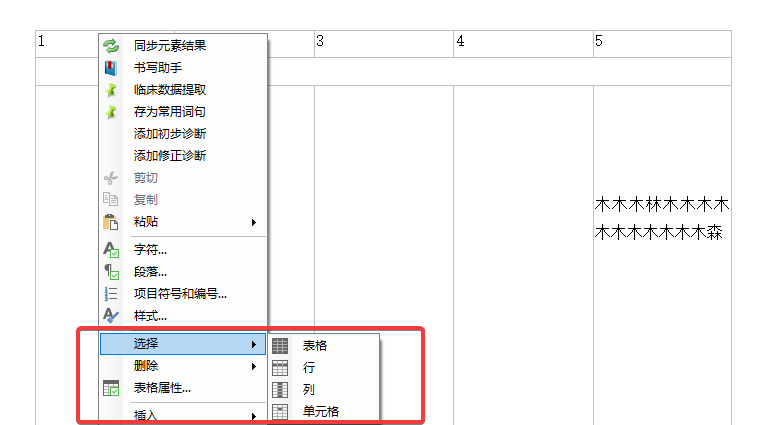 1
3
4
5
同步元素结果
书写助手
临床数据提取
存为常用词句
添加初步诊断
添加修正诊断
剪切
复制
粘贴
字符...
段落...
项目符号和编号...
样式...
选择
删除
表格属性...
插入
表格
行
列
单元格
木木木林木木木木
木木木木木木木森